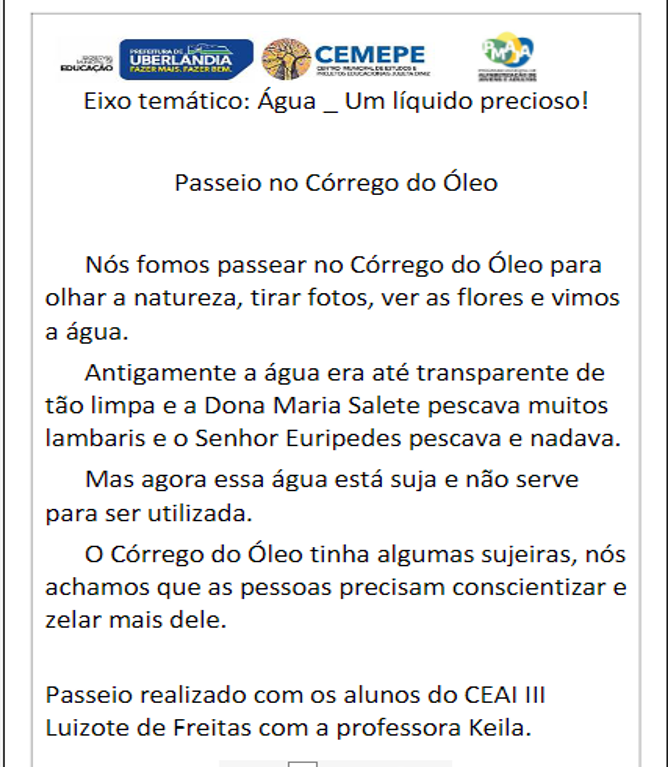 EDUCAÇÃO
PREFEITURA DE
UBERLÂNDIA
FAZER MAIS. FAZER BEM.
CEMEPE
CENTRO MUNICIPAL DE ESTUDOS E
PROJETOS EDUCACIONAIS JULIETA DINIZ
PMAJA
Eixo temático: Água _ Um líquido precioso!
Passeio no Córrego do Óleo
Nós fomos passear no Córrego do Óleo para
olhar a natureza, tirar fotos, ver as flores e vimos
a água.
Antigamente a água era até transparente de
tão limpa e a Dona Maria Salete pescava muitos
lambaris e o Senhor Euripedes pescava e nadava.
Mas agora essa água está suja e não serve
para ser utilizada.
O Córrego do Óleo tinha algumas sujeiras, nós
achamos que as pessoas precisam conscientizar e
zelar mais dele.
Passeio realizado com os alunos do CEAI III
Luizote de Freitas com a professora Keila.